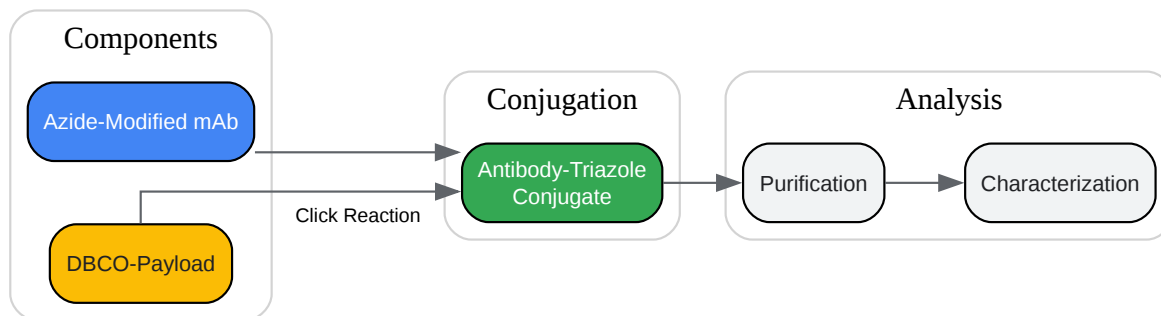 Components
Azide-Modified mAb
DBCO-Payload
Click Reaction
Conjugation
Antibody-Triazole
Conjugate
Analysis
Purification
Characterization